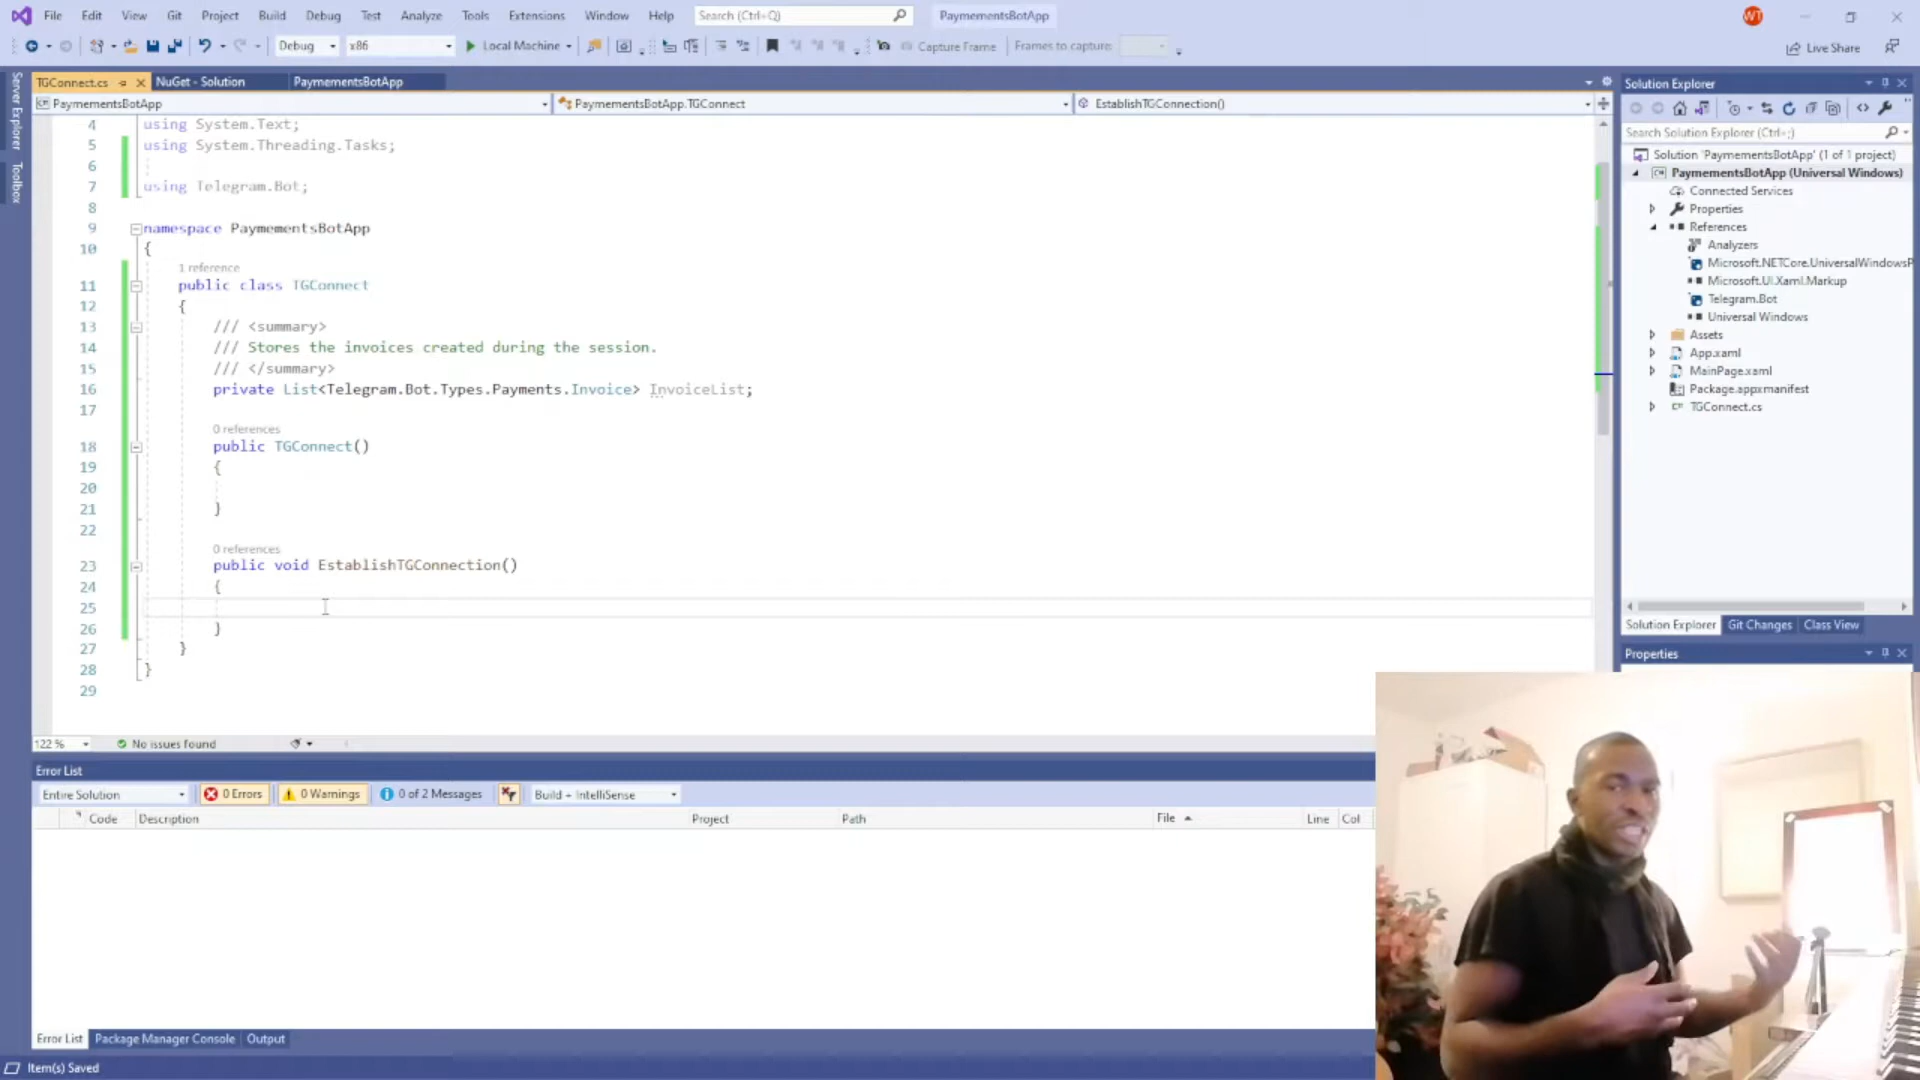 File Edit View Git Project Build Debug Test Analyze Tools Extensions Window Help Search (Ctrl+Q) PaymementsBotApp WT
Debug x86 Local Machine Capture Frame Frames to capture: Live Share
Server Explorer
Toolbox
TGConnect.cs NuGet - Solution PaymementsBotApp
PaymementsBotApp PaymementsBotApp.TGConnect EstablishTGConnection()
4 using System.Text;
5 using System.Threading.Tasks;
6
7 using Telegram.Bot;
8
9 namespace PaymementsBotApp
10 {
1 reference
11 public class TGConnect
12 {
13 /// <summary>
14 /// Stores the invoices created during the session.
15 /// </summary>
16 private List<Telegram.Bot.Types.Payments.Invoice> InvoiceList;
17
0 references
18 public TGConnect()
19 {
20
21 }
22
0 references
23 public void EstablishTGConnection()
24 {
25
26 }
27 }
28 }
29
122 % No issues found
Error List
Entire Solution 0 Errors 0 Warnings 0 of 2 Messages Build + IntelliSense
Code Description Project Path File Line Col
Error List Package Manager Console Output
Item(s) Saved
Solution Explorer
Search Solution Explorer (Ctrl+;)
Solution 'PaymementsBotApp' (1 of 1 project)
PaymementsBotApp (Universal Windows)
Connected Services
Properties
References
Analyzers
Microsoft.NETCore.UniversalWindowsP
Microsoft.UI.Xaml.Markup
Telegram.Bot
Universal Windows
Assets
App.xaml
MainPage.xaml
Package.appxmanifest
TGConnect.cs
Solution Explorer Git Changes Class View
Properties